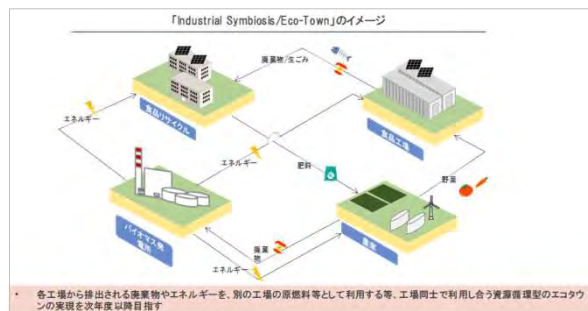 「Industrial Symbiosis/Eco-Town」のイメージ
廃棄物/生ごみ
エネルギー
食品リサイクル
エネルギー
食品工場
肥料
野菜
バイオマス発
電所
廃棄
物
農業
エネルギー
・ 各工場から排出される廃棄物やエネルギーを、別の工場の原燃料等として利用する等、工場同士で利用し合う資源循環型のエコタウ
ンの実現を次年度以降目指す